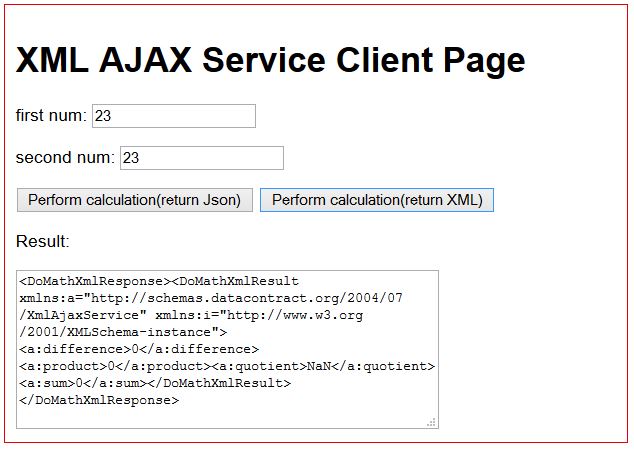 XML AJAX Service Client Page
first num: 23
second num: 23
Perform calculation(return Json) Perform calculation(return XML)
Result:
<DoMathXmlResponse><DoMathXmlResult
xmlns:a="http://schemas.datacontract.org/2004/07
/XmlAjaxService" xmlns:i="http://www.w3.org
/2001/XMLSchema-instance">
<a:difference>0</a:difference>
<a:product>0</a:product><a:quotient>NaN</a:quotient>
<a:sum>0</a:sum></DoMathXmlResult>
</DoMathXmlResponse>